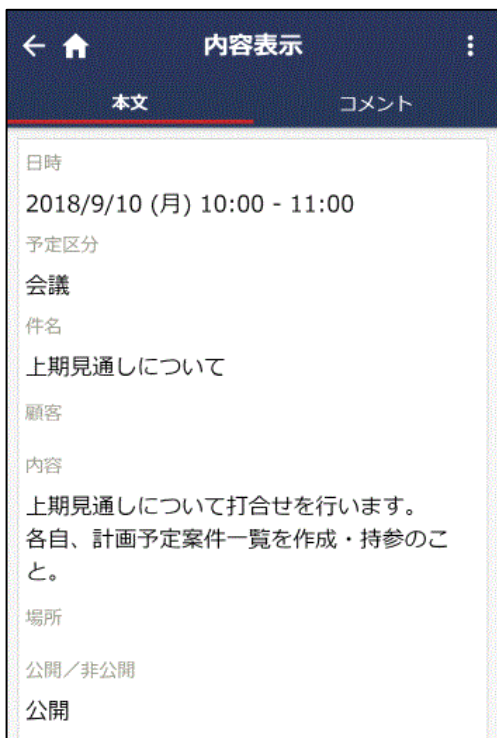 内容表示
本文 コメント
日時
2018/9/10 (月) 10:00 - 11:00
予定区分
会議
件名
上期見通しについて
顧客
内容
上期見通しについて打合せを行います。
各自、計画予定案件一覧を作成・持参のこ
と。
場所
公開／非公開
公開